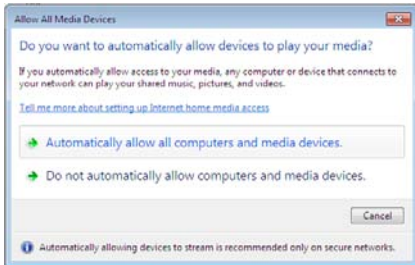 Allow All Media Devices
Do you want to automatically allow devices to play your media?
If you automatically allow access to your media, any computer or device that connects to
your network can play your shared music, pictures, and videos.
Tell me more about setting up Internet home media access
Automatically allow all computers and media devices.
Do not automatically allow computers and media devices.
Cancel
Automatically allowing devices to stream is recommended only on secure networks.